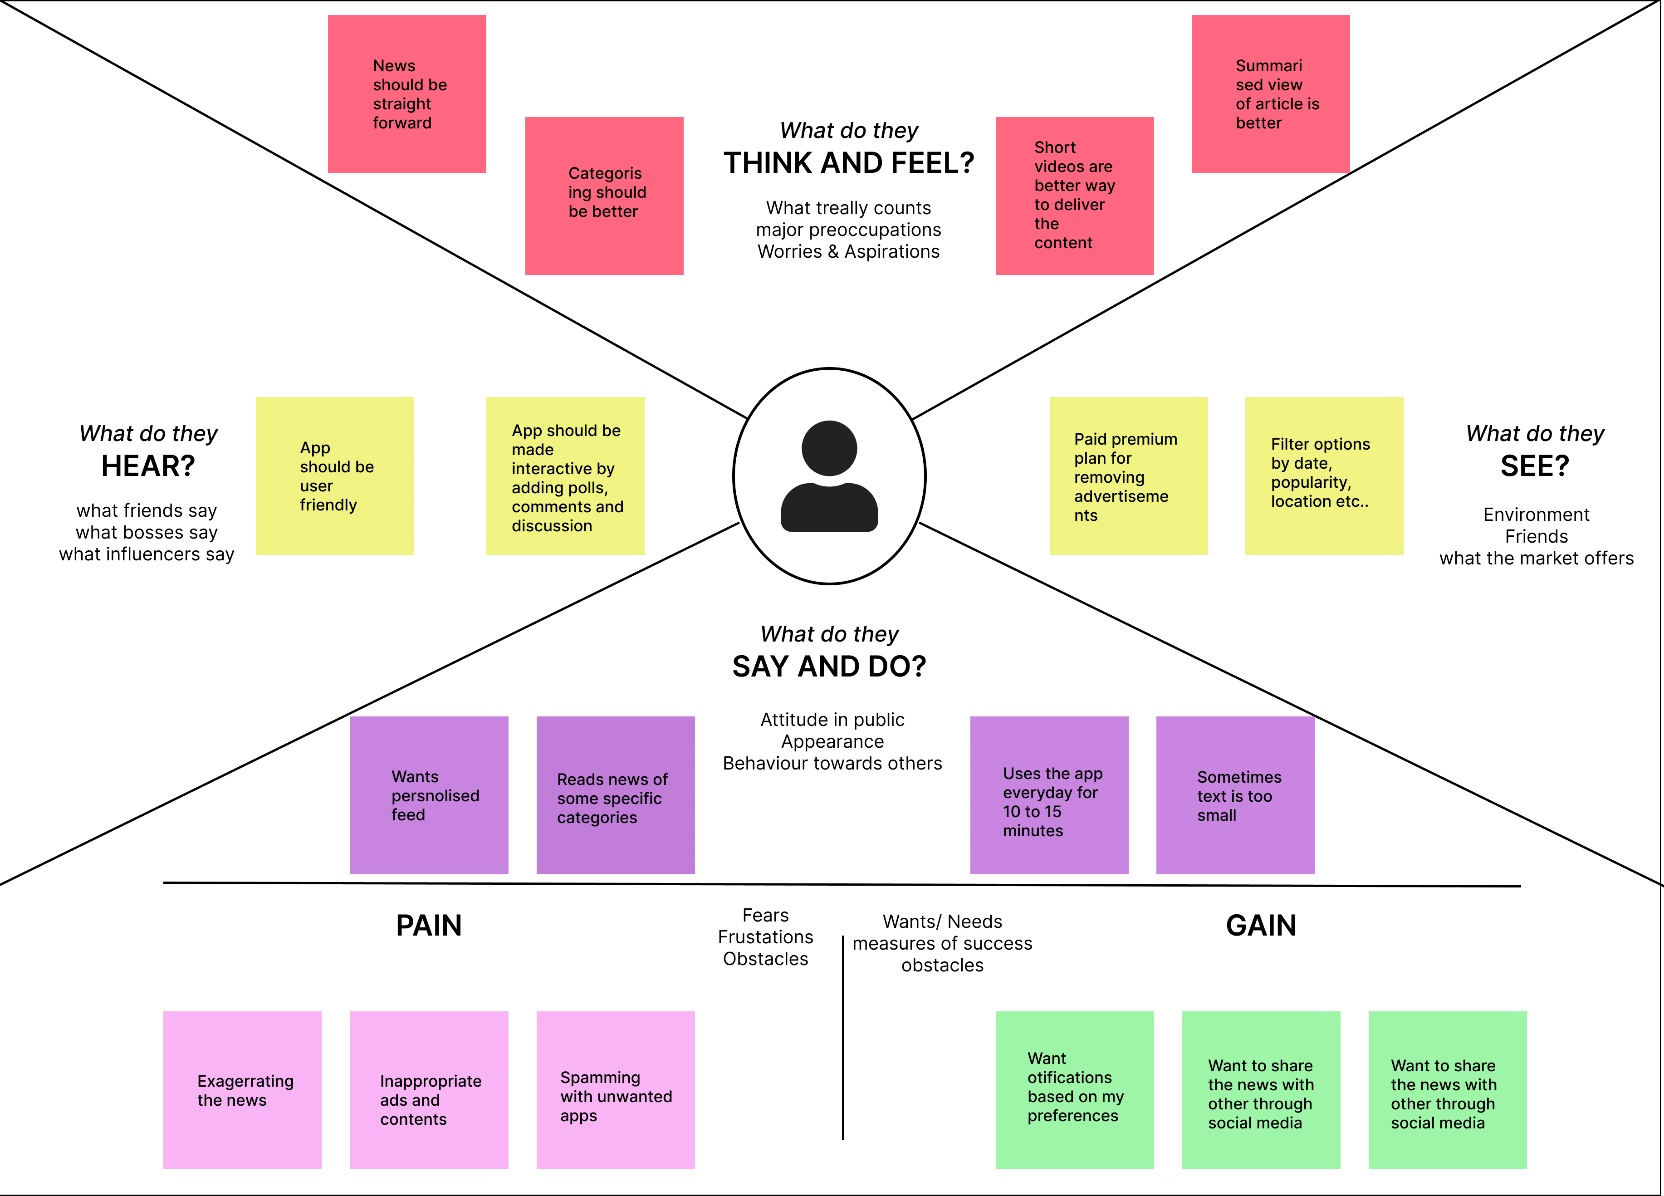 News
should be
straight
forward
Categoris
ing should
be better
What do they
THINK AND FEEL?
What treally counts
major preoccupations
Worries & Aspirations
Short
videos are
better way
to deliver
the
content
Summari
sed view
of article is
better
What do they
HEAR?
what friends say
what bosses say
what influencers say
App
should be
user
friendly
App should be
made
interactive by
adding polls,
comments and
discussion
Paid premium
plan for
removing
advertiseme
nts
Filter options
by date,
popularity,
location etc..
What do they
SEE?
Environment
Friends
what the market offers
What do they
SAY AND DO?
Attitude in public
Appearance
Behaviour towards others
Wants
persnolised
feed
Reads news of
some specific
categories
Uses the app
everyday for
10 to 15
minutes
Sometimes
text is too
small
PAIN
Fears
Frustations
Obstacles
Wants/ Needs
measures of success
obstacles
GAIN
Exagerrating
the news
Inappropriate
ads and
contents
Spamming
with unwanted
apps
Want
otifications
based on my
preferences
Want to share
the news with
other through
social media
Want to share
the news with
other through
social media